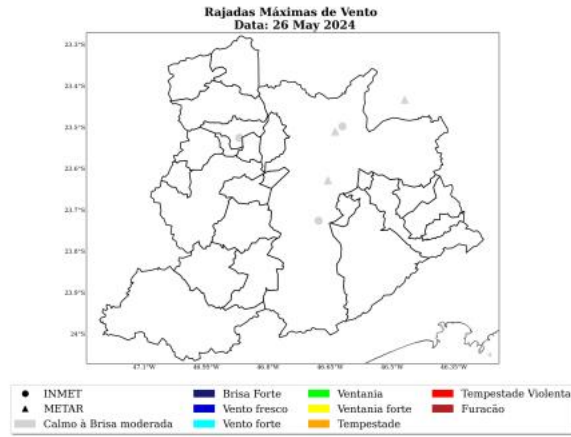 Rajadas Máximas de Vento
Data: 26 May 2024
23.3°S
23.4°S
23.5°S
23.6°S
23.7°S
23.8°S
23.9°S
24°S
47.1°W 46.95°W 46.8°W 46.65°W 46.5°W 46.35°W
INMET
METAR
Calmo à Brisa moderada
Brisa Forte
Vento fresco
Vento forte
Ventania
Ventania forte
Tempestade
Tempestade Violenta
Furacão